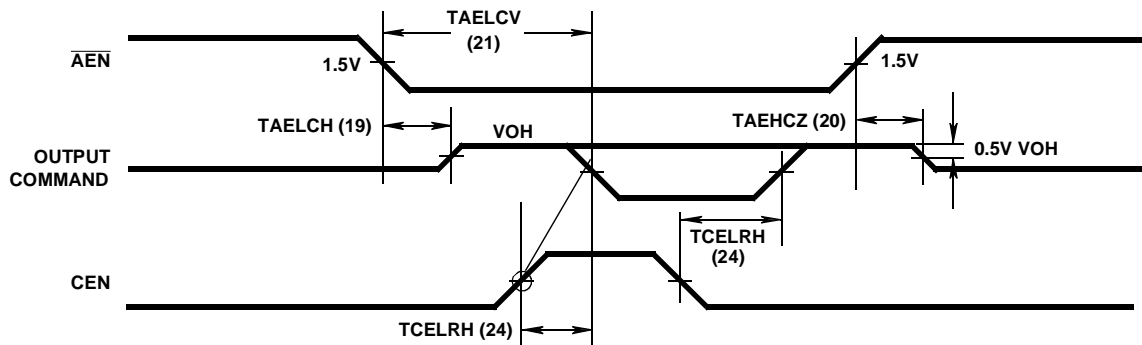 TAELCV
(21)
AEN
1.5V
1.5V
TAELCH (19)
VOH
TAEHCZ (20)
0.5V VOH
OUTPUT
COMMAND
TCELRH
(24)
CEN
TCELRH (24)